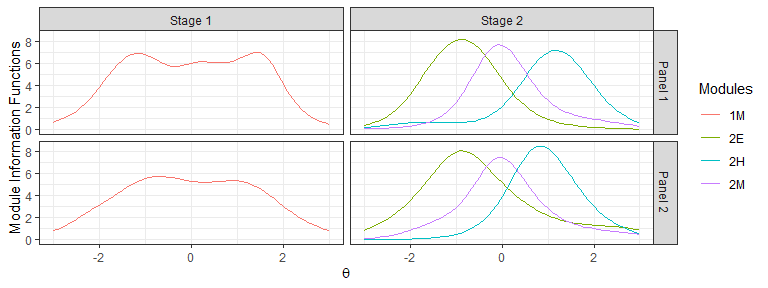 Stage 1
Stage 2
Module Information Functions
8
6
4
2
0
Panel 1
8
6
4
2
0
Panel 2
-2
0
2
-2
0
2
θ
Modules
1M
2E
2H
2M